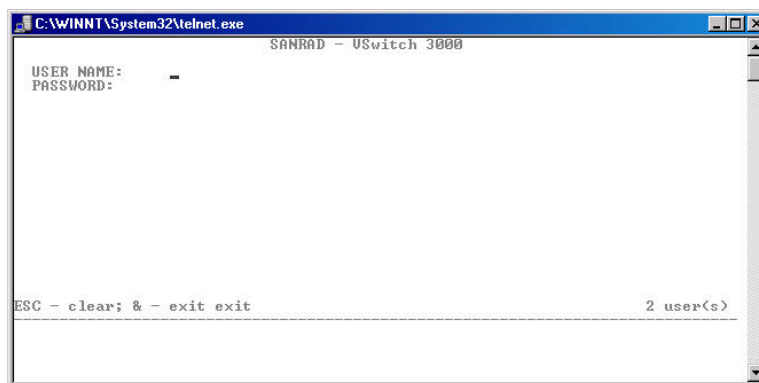 C:\WINNT\System32\telnet.exe
SANRAD - VSwitch 3000
USER NAME:
PASSWORD:
ESC - clear; & - exit exit 2 user(s)